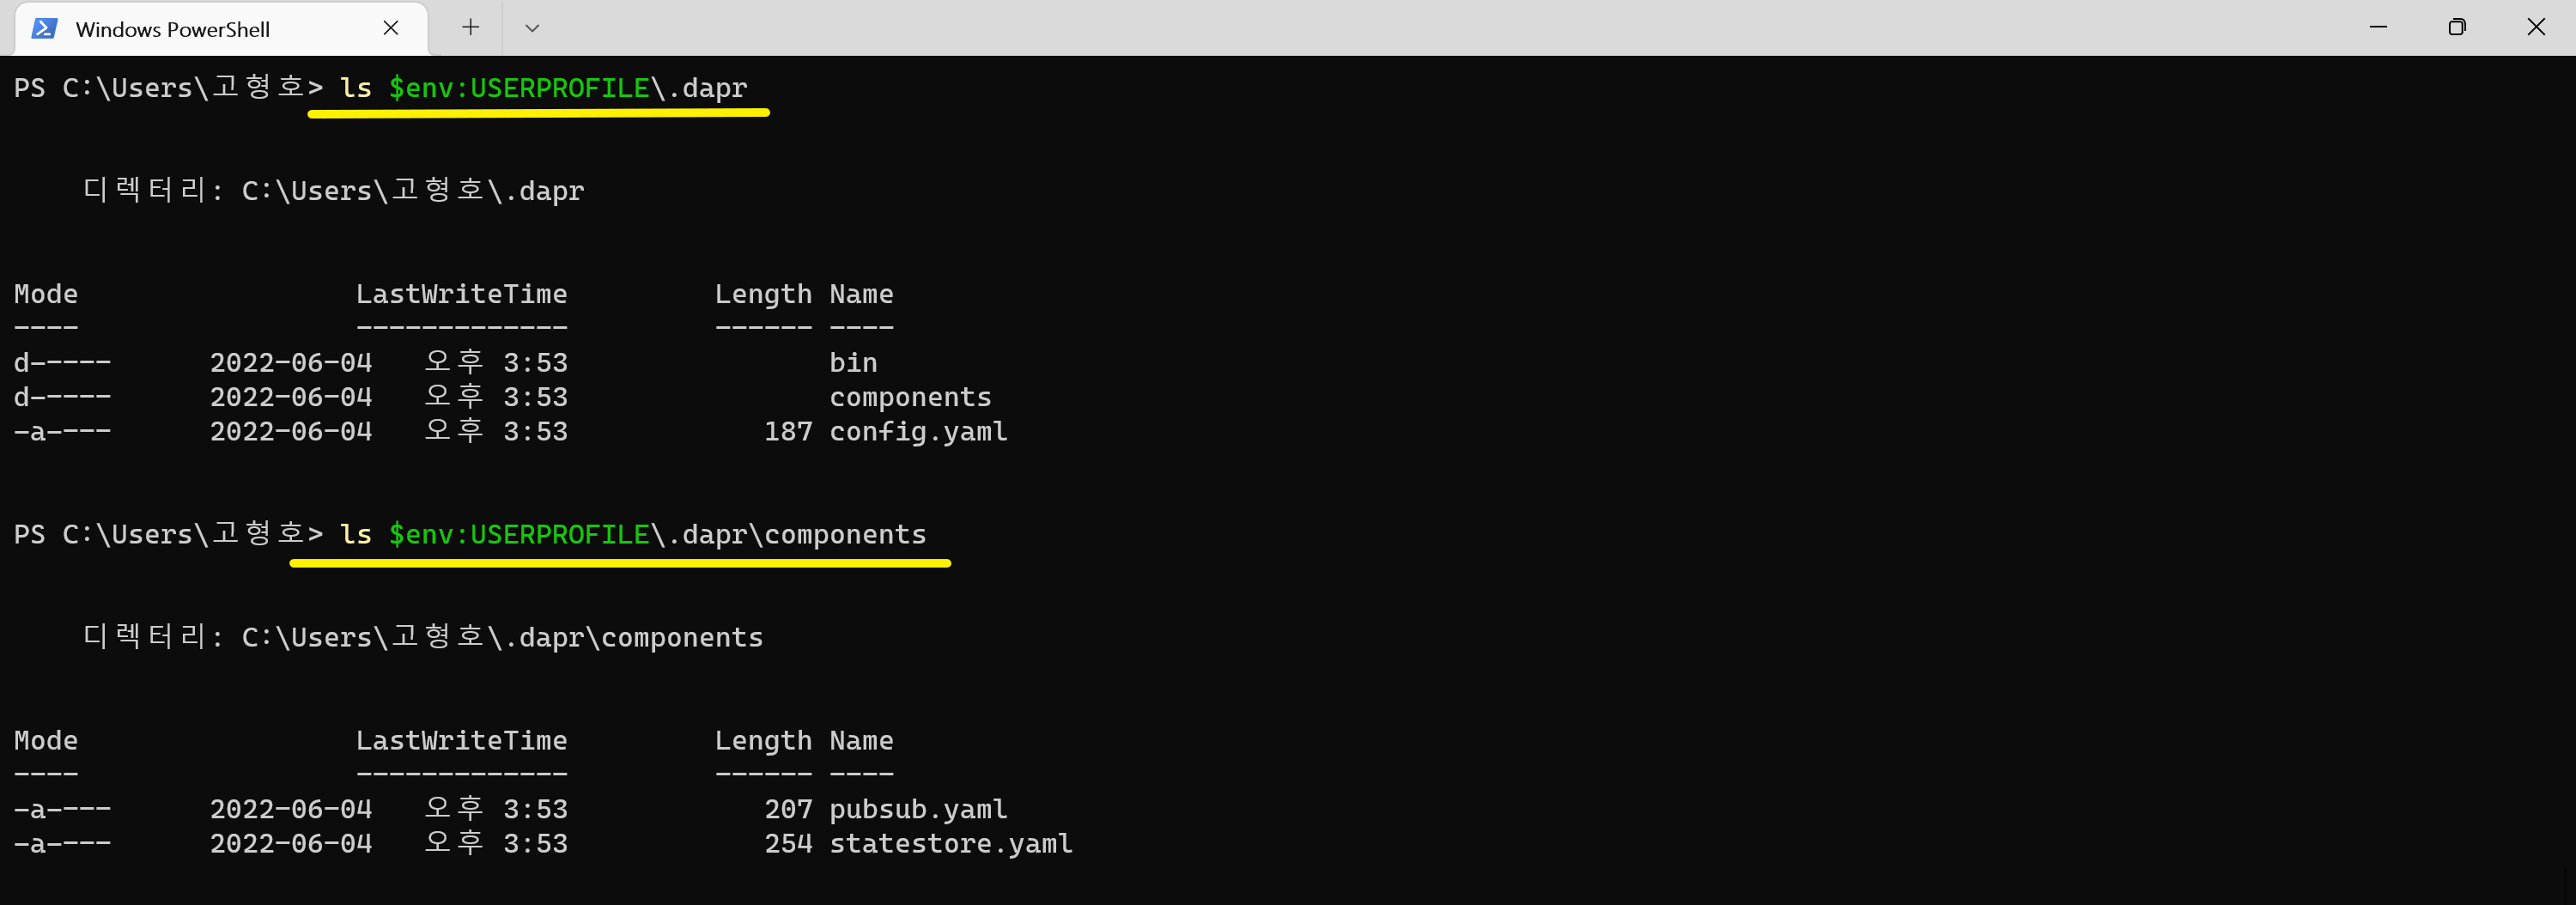 Windows PowerShell
PS C:\Users\고형호> ls $env:USERPROFILE\.dapr
디렉터리: C:\Users\고형호\.dapr
Mode                 LastWriteTime         Length Name
----                 -------------         ------ ----
d-----      2022-06-04   오후 3:53                bin
d-----      2022-06-04   오후 3:53                components
-a----      2022-06-04   오후 3:53            187 config.yaml
PS C:\Users\고형호> ls $env:USERPROFILE\.dapr\components
디렉터리: C:\Users\고형호\.dapr\components
Mode                 LastWriteTime         Length Name
----                 -------------         ------ ----
-a----      2022-06-04   오후 3:53            207 pubsub.yaml
-a----      2022-06-04   오후 3:53            254 statestore.yaml